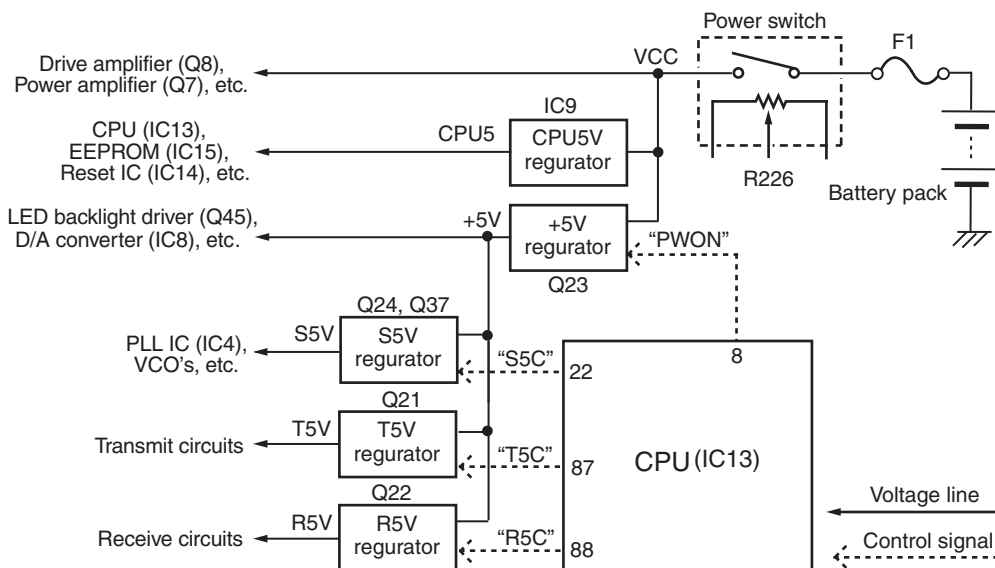 Power switch
F1
VCC
Drive amplifier (Q8),
Power amplifier (Q7), etc.
IC9
CPU5
CPU5V
regurator
CPU (IC13),
EEPROM (IC15),
Reset IC (IC14), etc.
R226
Battery pack
LED backlight driver (Q45),
D/A converter (IC8), etc.
+5V
+5V
regurator
“PWON”
Q23
Q24, Q37
S5V
S5V
regurator
“S5C”
PLL IC (IC4),
VCO’s, etc.
8
22
Q21
T5V
T5V
regurator
“T5C”
87
Transmit circuits
CPU (IC13)
Q22
R5V
R5V
regurator
“R5C”
88
Receive circuits
Voltage line
Control signal